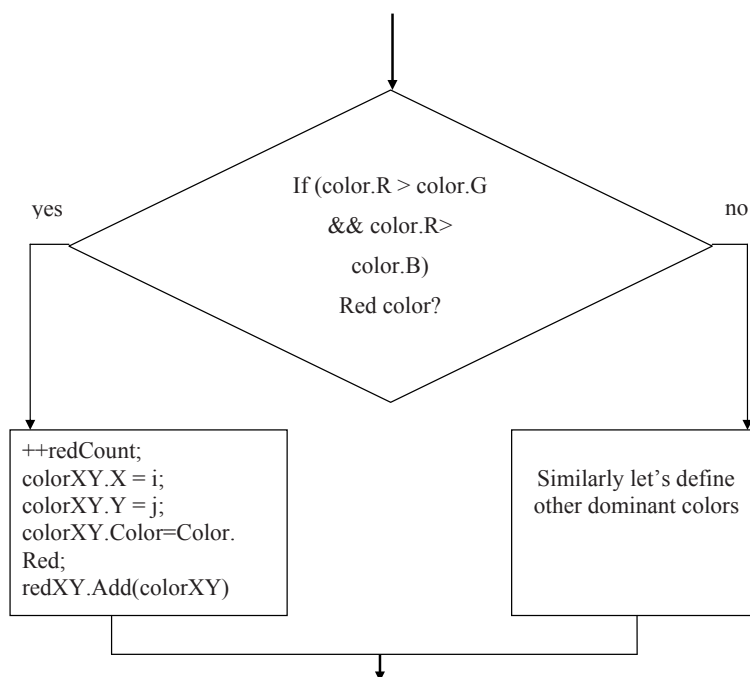 If (color.R > color.G
&& color.R>
color.B)
Red color?
yes
no
++redCount;
colorXY.X = i;
colorXY.Y = j;
colorXY.Color=Color.
Red;
redXY.Add(colorXY)
Similarly let’s define
other dominant colors